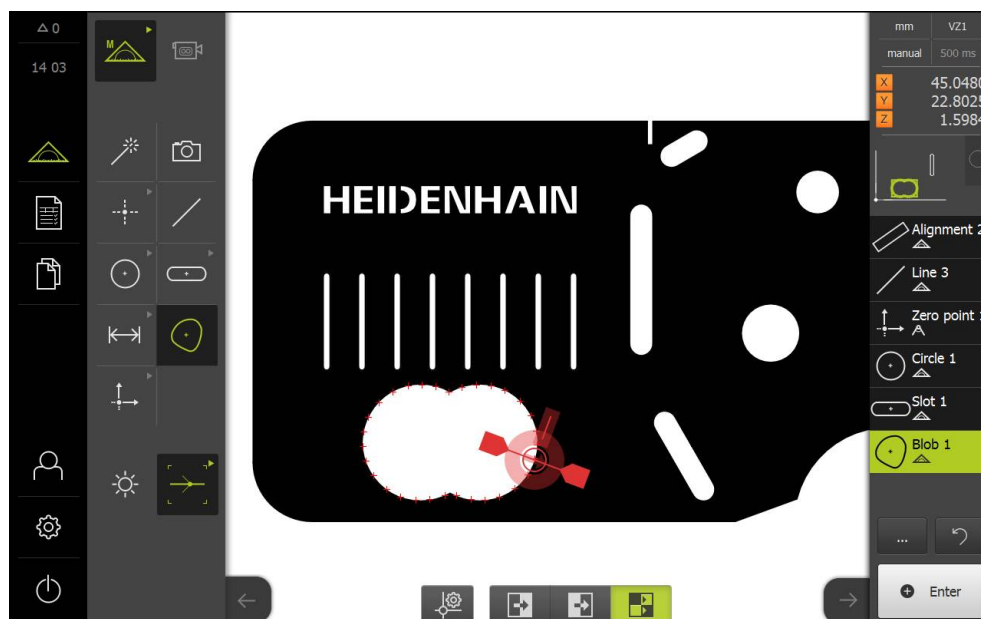 0
14 03
M
HEIDENHAIN
mm
VZ1
manual
500 ms
X
45.0480
Y
22.8025
Z
1.5984
Alignment 2
Line 3
Zero point 1
Circle 1
Slot 1
Blob 1
...
Enter